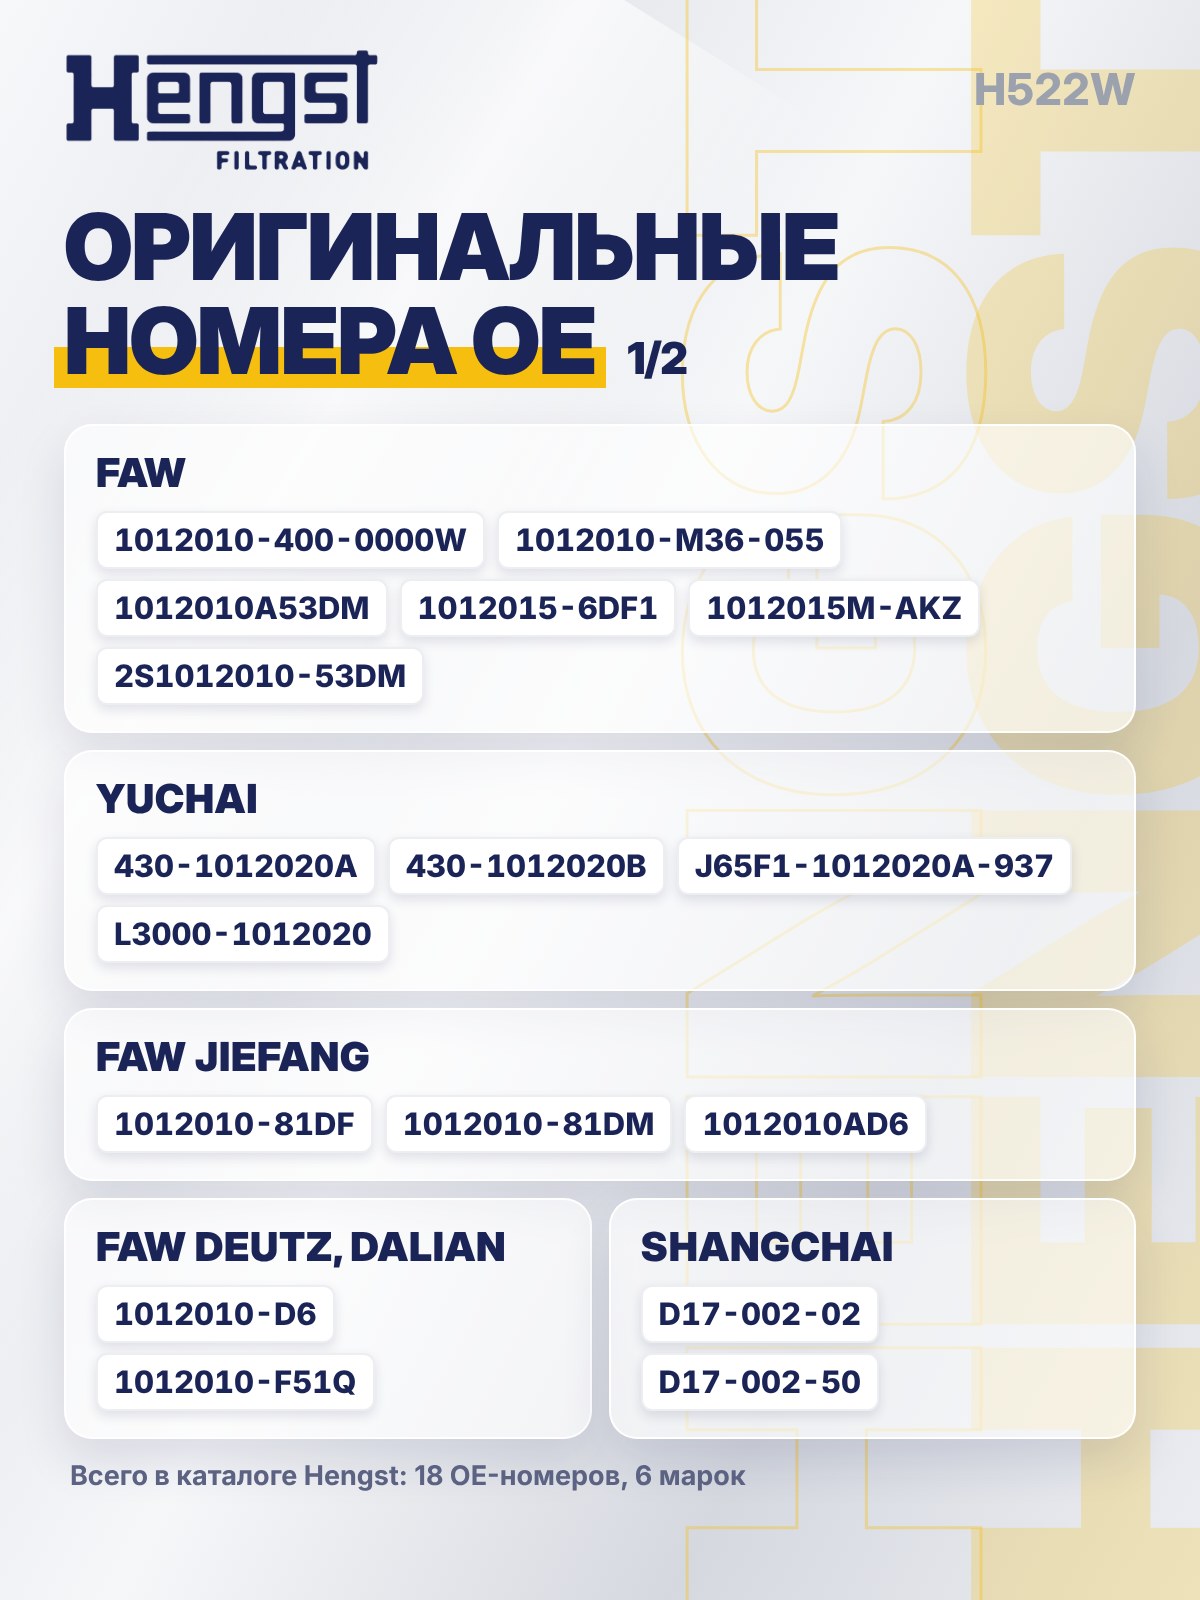 Hengst
FILTRATION
H522W
ОРИГИНАЛЬНЫЕ
НОМЕРА OE 1/2
FAW
1012010-400-0000W 1012010-M36-055
1012010A53DM 1012015-6DF1 1012015M-AKZ
2S1012010-53DM
YUCHAI
430-1012020A 430-1012020B J65F1-1012020A-937
L3000-1012020
FAW JIEFANG
1012010-81DF 1012010-81DM 1012010AD6
FAW DEUTZ, DALIAN
1012010-D6
1012010-F51Q
SHANGCHAI
D17-002-02
D17-002-50
Всего в каталоге Hengst: 18 OE-номеров, 6 марок
HENGST
HENGST